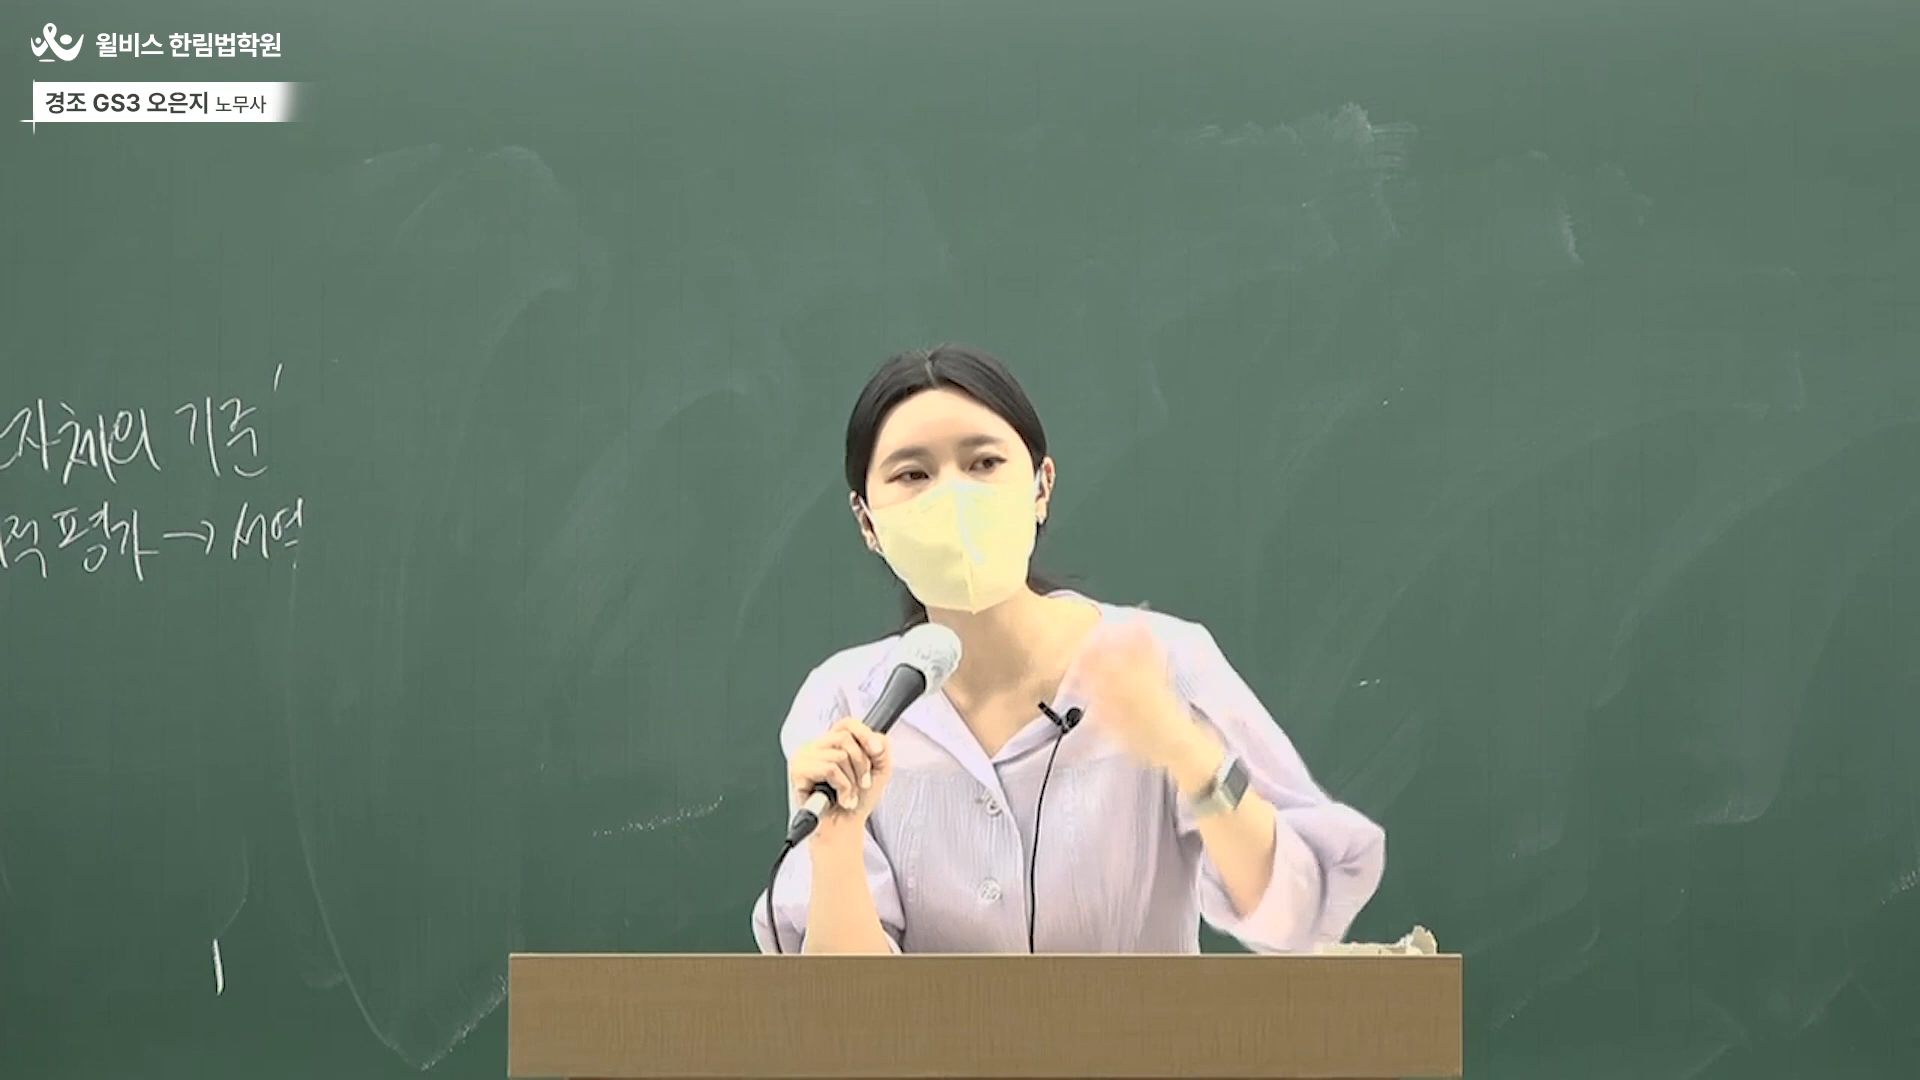 윌비스 한림법학원
경조 GS3 오은지 노무사
자체의 기준
적 평가 → 서열